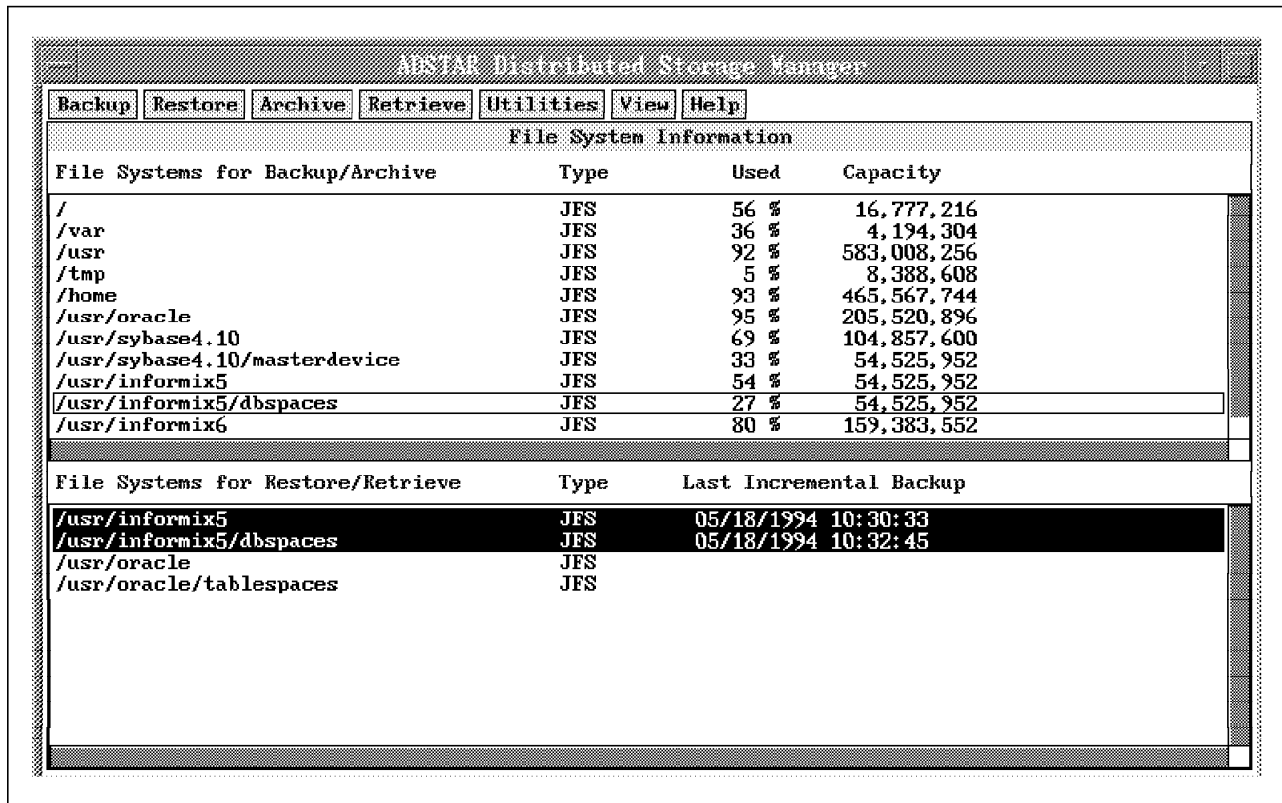 ADSTAR Distributed Storage Manager
Backup Restore Archive Retrieve Utilities View Help
File System Information
File Systems for Backup/Archive Type Used Capacity
/ JFS 56 % 16,777,216
/var JFS 36 % 4,194,304
/usr JFS 92 % 583,008,256
/tmp JFS 5 % 8,388,608
/home JFS 93 % 465,567,744
/usr/oracle JFS 95 % 205,520,896
/usr/sybase4.10 JFS 69 % 104,857,600
/usr/sybase4.10/masterdevice JFS 33 % 54,525,952
/usr/informix5 JFS 54 % 54,525,952
/usr/informix5/dbspaces JFS 27 % 54,525,952
/usr/informix6 JFS 80 % 159,383,552
File Systems for Restore/Retrieve Type Last Incremental Backup
/usr/informix5 JFS 05/18/1994 10:30:33
/usr/informix5/dbspaces JFS 05/18/1994 10:32:45
/usr/oracle JFS
/usr/oracle/tablespaces JFS